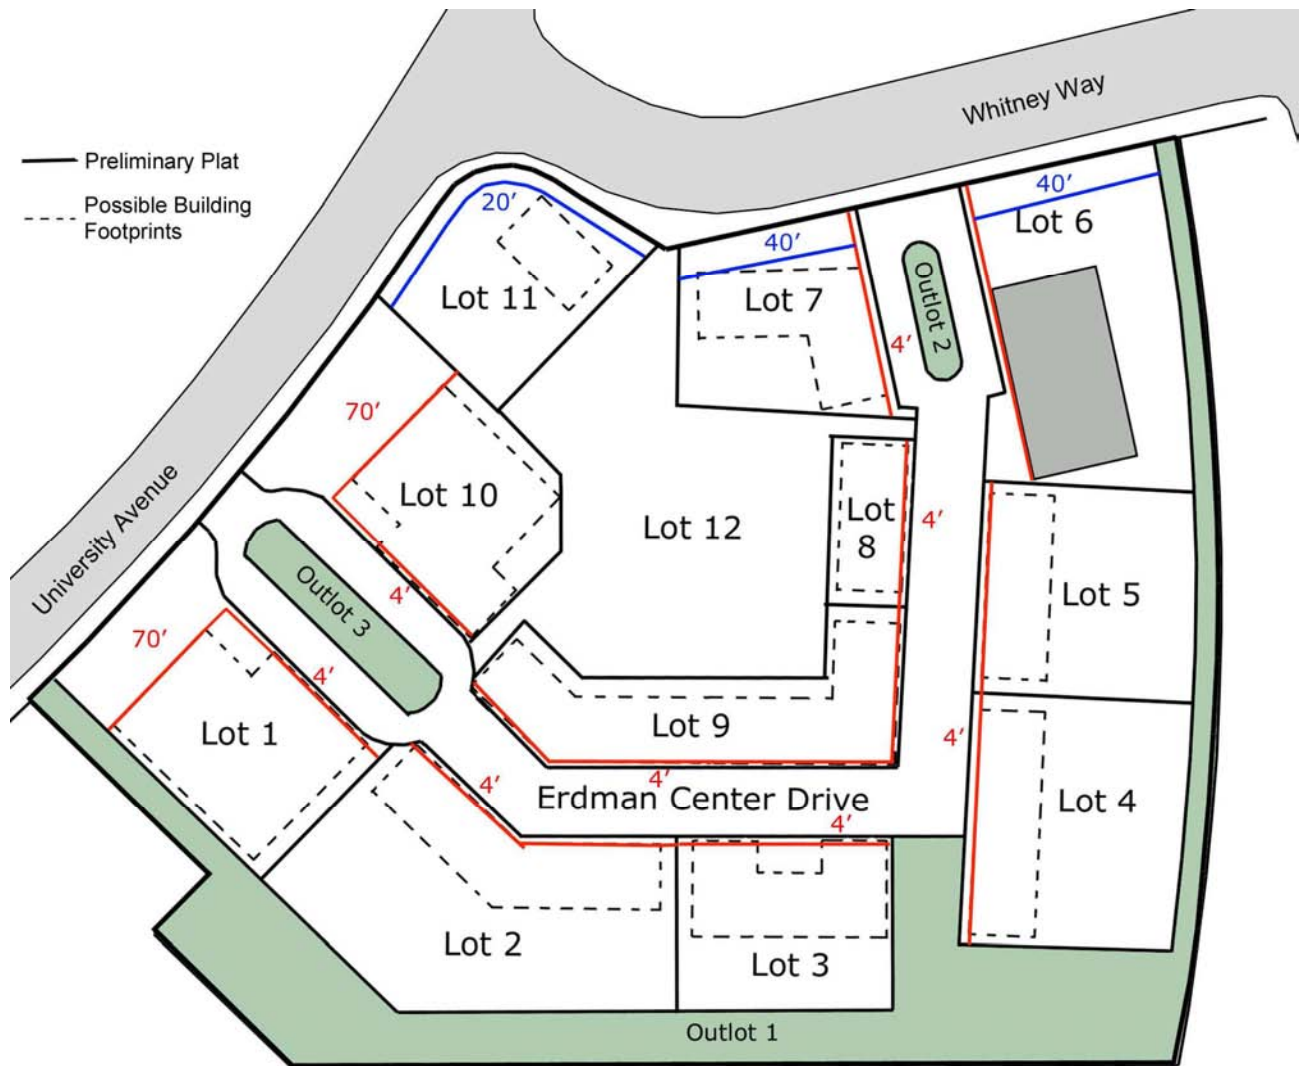 Whitney Way
Preliminary Plat
Possible Building
Footprints
20'
40'
40'
Lot 6
Lot 11
Lot 7
Outlot 2
4'
70'
Lot 10
Lot 12
Lot
8
4'
University Avenue
Outlot 3
4'
Lot 5
70'
4'
Lot 1
Lot 9
4'
4'
4'
Erdman Center Drive
Lot 4
4'
Lot 2
Lot 3
Outlot 1